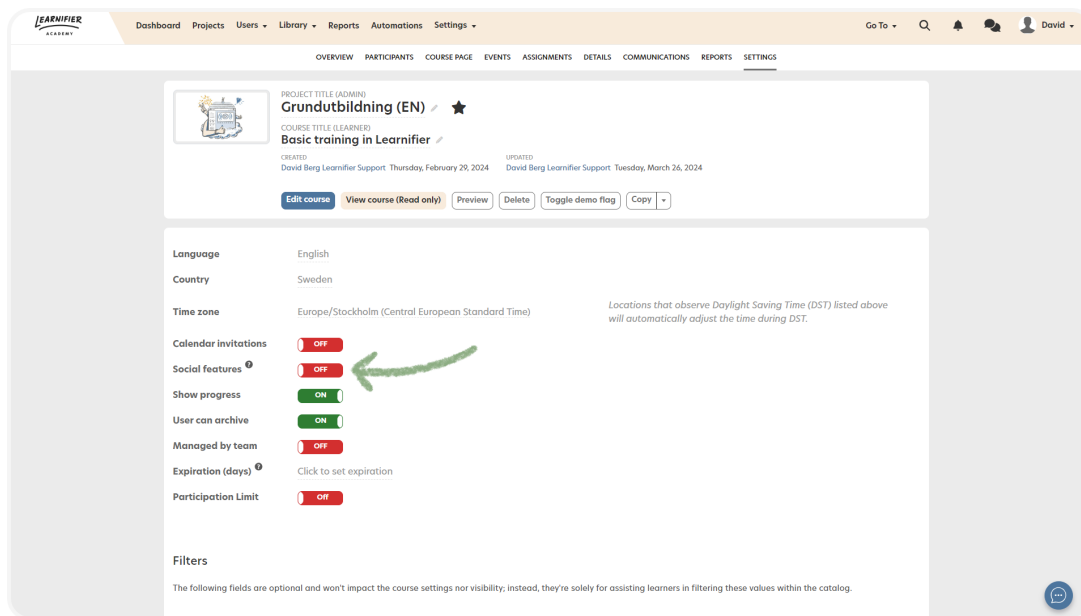 LEARNIFIER
ACADEMY
Dashboard Projects Users Library Reports Automations Settings Go To David
OVERVIEW PARTICIPANTS COURSE PAGE EVENTS ASSIGNMENTS DETAILS COMMUNICATIONS REPORTS SETTINGS
PROJECT TITLE (ADMIN)
Grundutbildning (EN)
COURSE TITLE (LEARNER)
Basic training in Learnifier
CREATED UPDATED
David Berg Learnifier Support Thursday, February 29, 2024 David Berg Learnifier Support Tuesday, March 26, 2024
Edit course View course (Read only) Preview Delete Toggle demo flag Copy
Language English
Country Sweden
Time zone Europe/Stockholm (Central European Standard Time) Locations that observe Daylight Saving Time (DST) listed above
will automatically adjust the time during DST.
Calendar invitations OFF
Social features ? OFF
Show progress ON
User can archive ON
Managed by team OFF
Expiration (days) ? Click to set expiration
Participation Limit Off
Filters
The following fields are optional and won't impact the course settings nor visibility; instead, they're solely for assisting learners in filtering these values within the catalog.